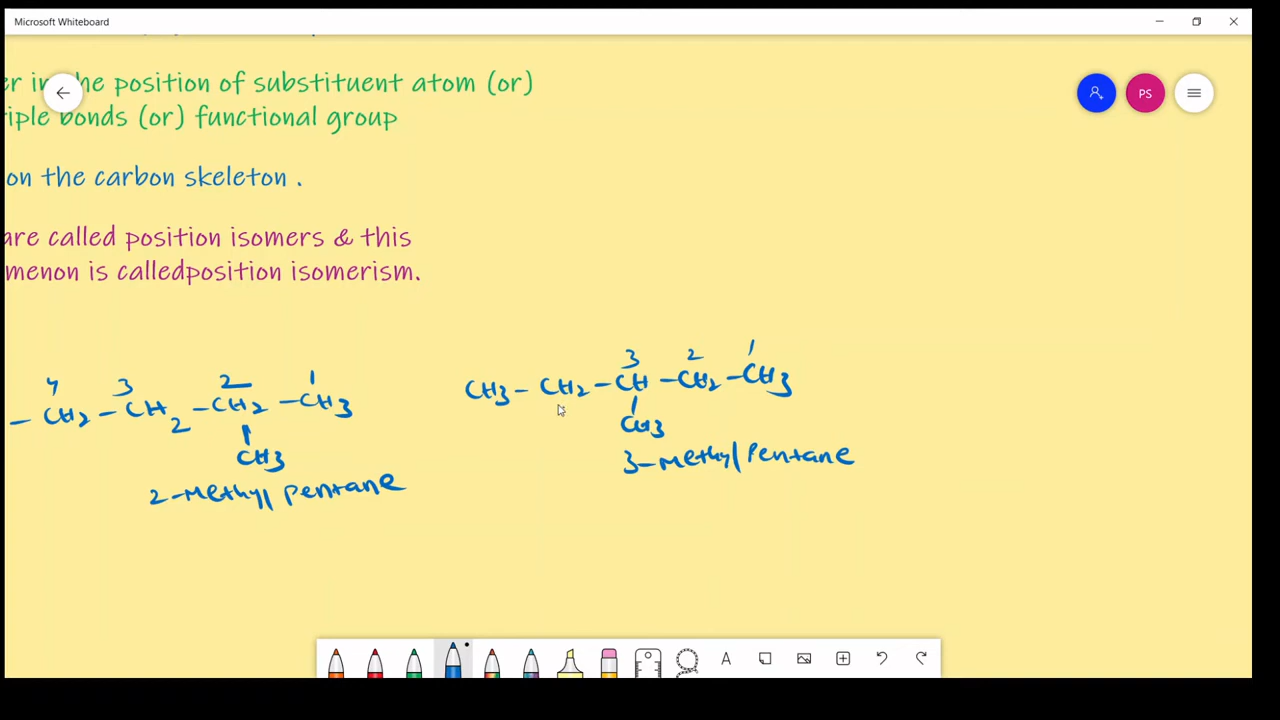 Microsoft Whiteboard
er in the position of substituent atom (or)
tiple bonds (or) functional group
PS
on the carbon skeleton .
are called position isomers & this
menon is calledposition isomerism.
4 3 2 1
– CH2 – CH2 – CH2 – CH3
CH3
2-Methyl Pentane
3 2 1
CH3 – CH2 – CH – CH2 – CH3
CH3
3-Methyl Pentane
A